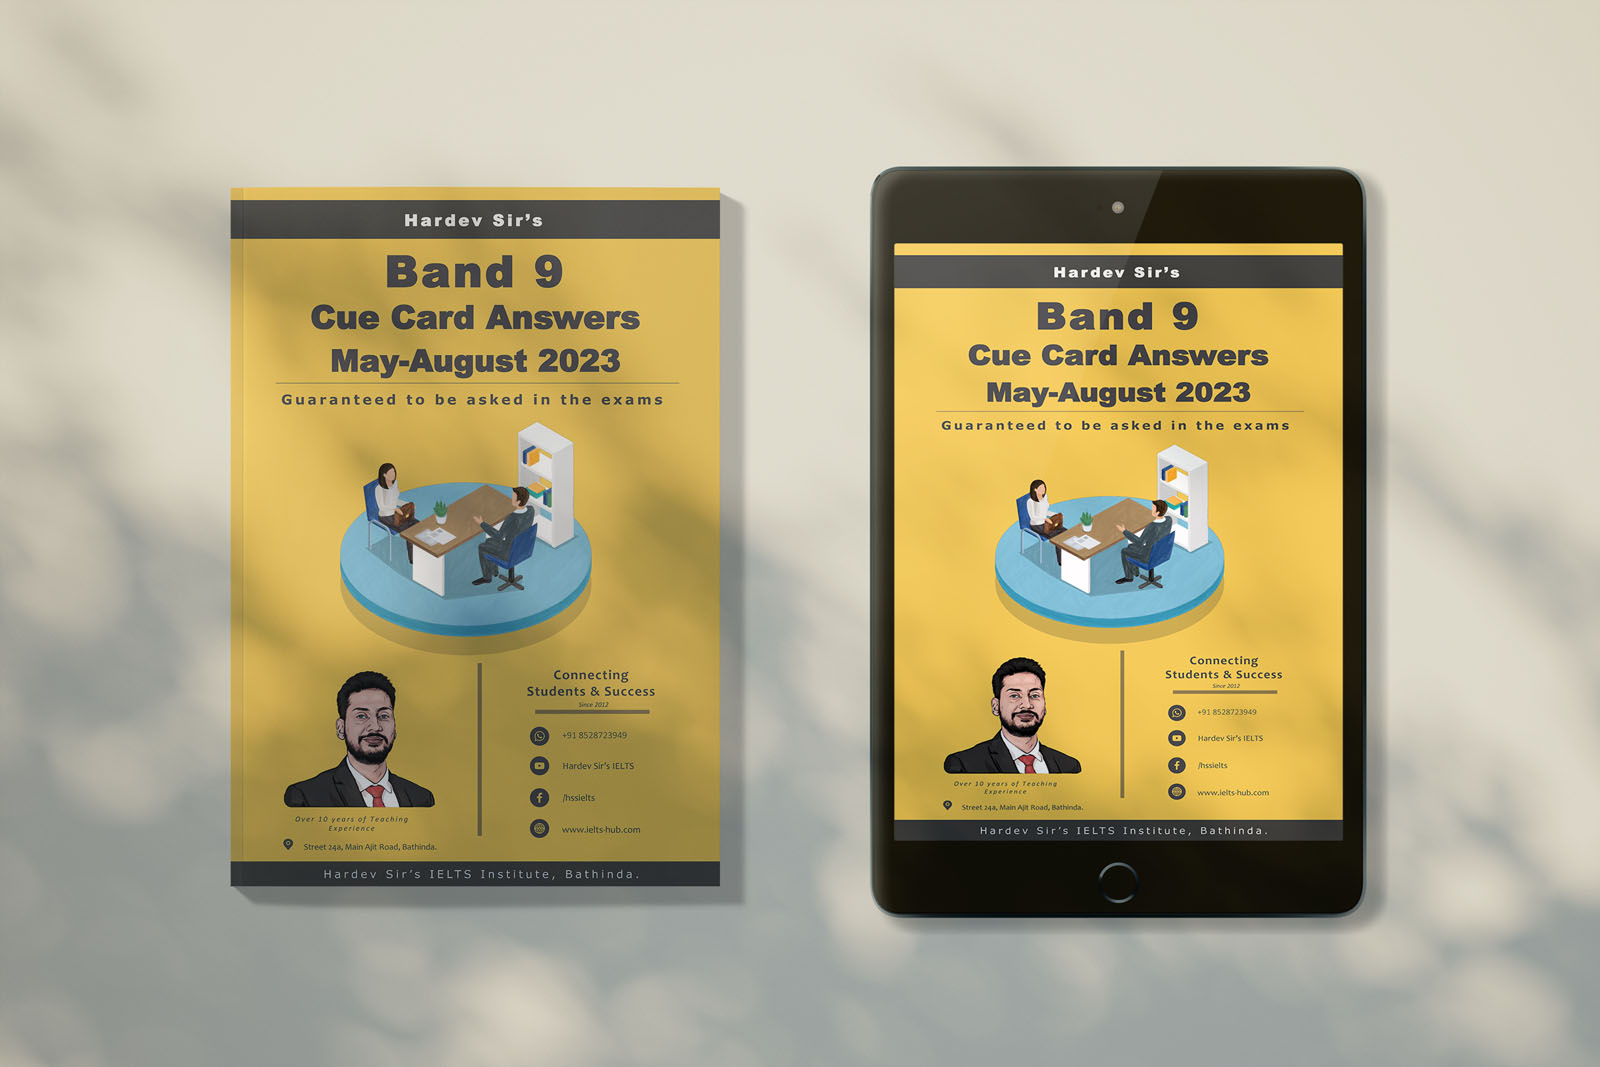 Hardev Sir's
Band 9
Cue Card Answers
May-August 2023
Guaranteed to be asked in the exams
Connecting
Students & Success
Since 2012
+91 8528723949
Hardev Sir's IELTS
/hssielts
www.ielts-hub.com
Over 10 years of Teaching
Experience
Street 24a, Main Ajit Road, Bathinda.
Hardev Sir's IELTS Institute, Bathinda.
Hardev Sir's
Band 9
Cue Card Answers
May-August 2023
Guaranteed to be asked in the exams
Connecting
Students & Success
Since 2012
+91 8528723949
Hardev Sir's IELTS
/hssielts
www.ielts-hub.com
Over 10 years of Teaching
Experience
Street 24a, Main Ajit Road, Bathinda.
Hardev Sir's IELTS Institute, Bathinda.